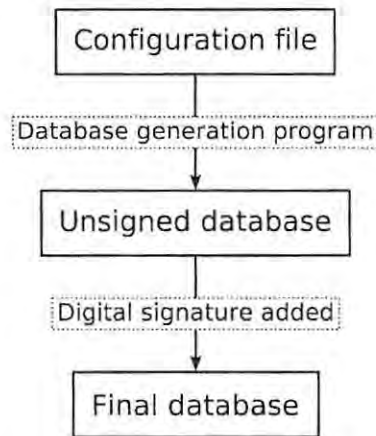 Configuration file
Database generation program
Unsigned database
Digital signature added
Final database